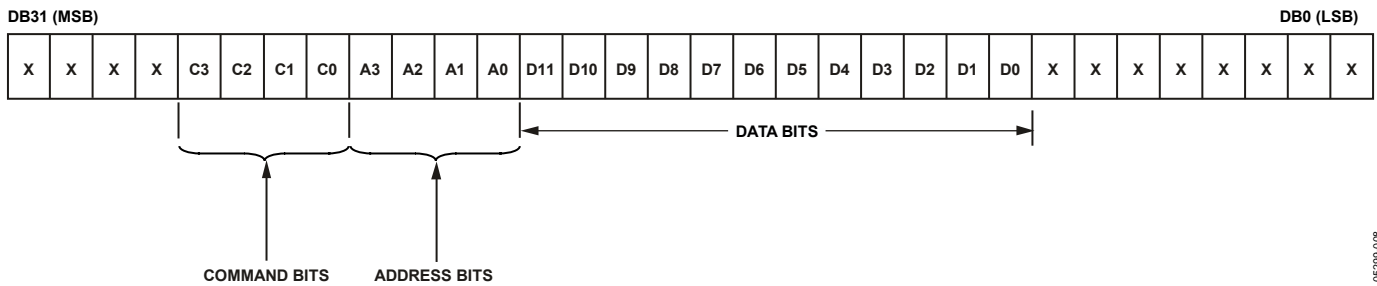 DB31 (MSB) DB0 (LSB)
X X X X C3 C2 C1 C0 A3 A2 A1 A0 D11 D10 D9 D8 D7 D6 D5 D4 D3 D2 D1 D0 X X X X X X X X
DATA BITS
COMMAND BITS ADDRESS BITS